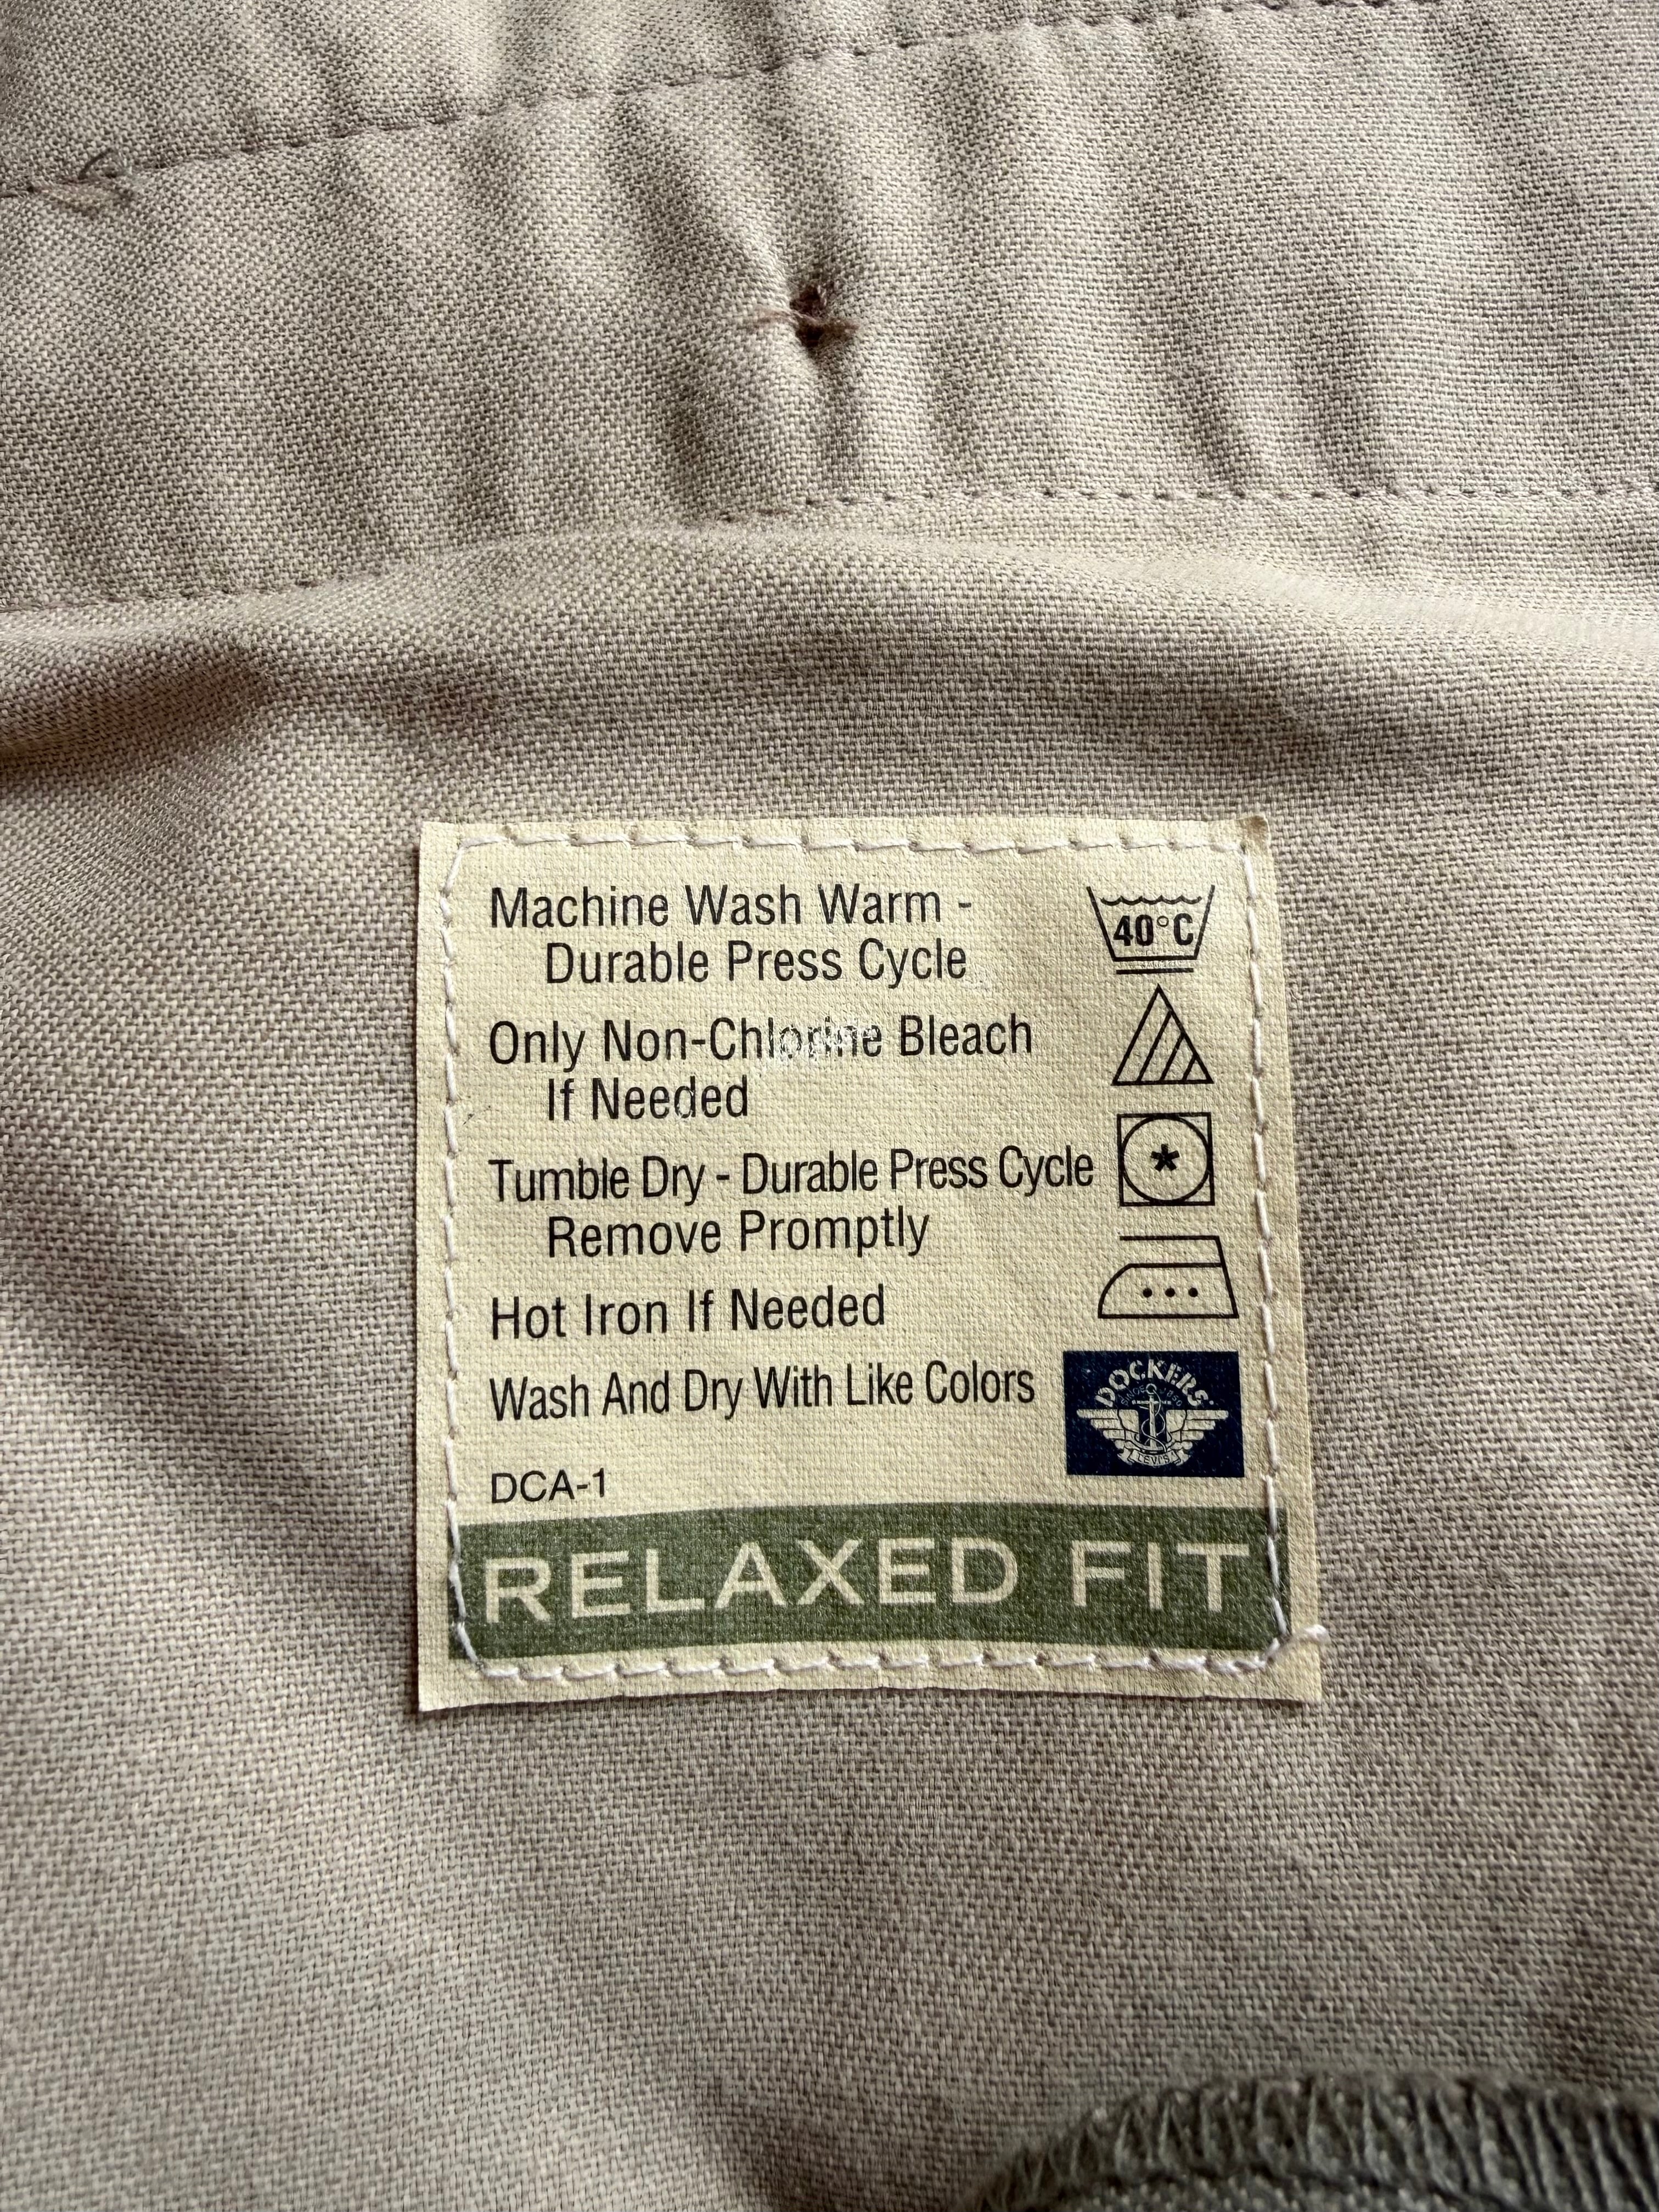 Machine Wash Warm -
Durable Press Cycle
40°C
Only Non-Chlorine Bleach
If Needed
Tumble Dry - Durable Press Cycle
Remove Promptly
Hot Iron If Needed
Wash And Dry With Like Colors
DOCKERS
LEVI'S
DCA-1
RELAXED FIT